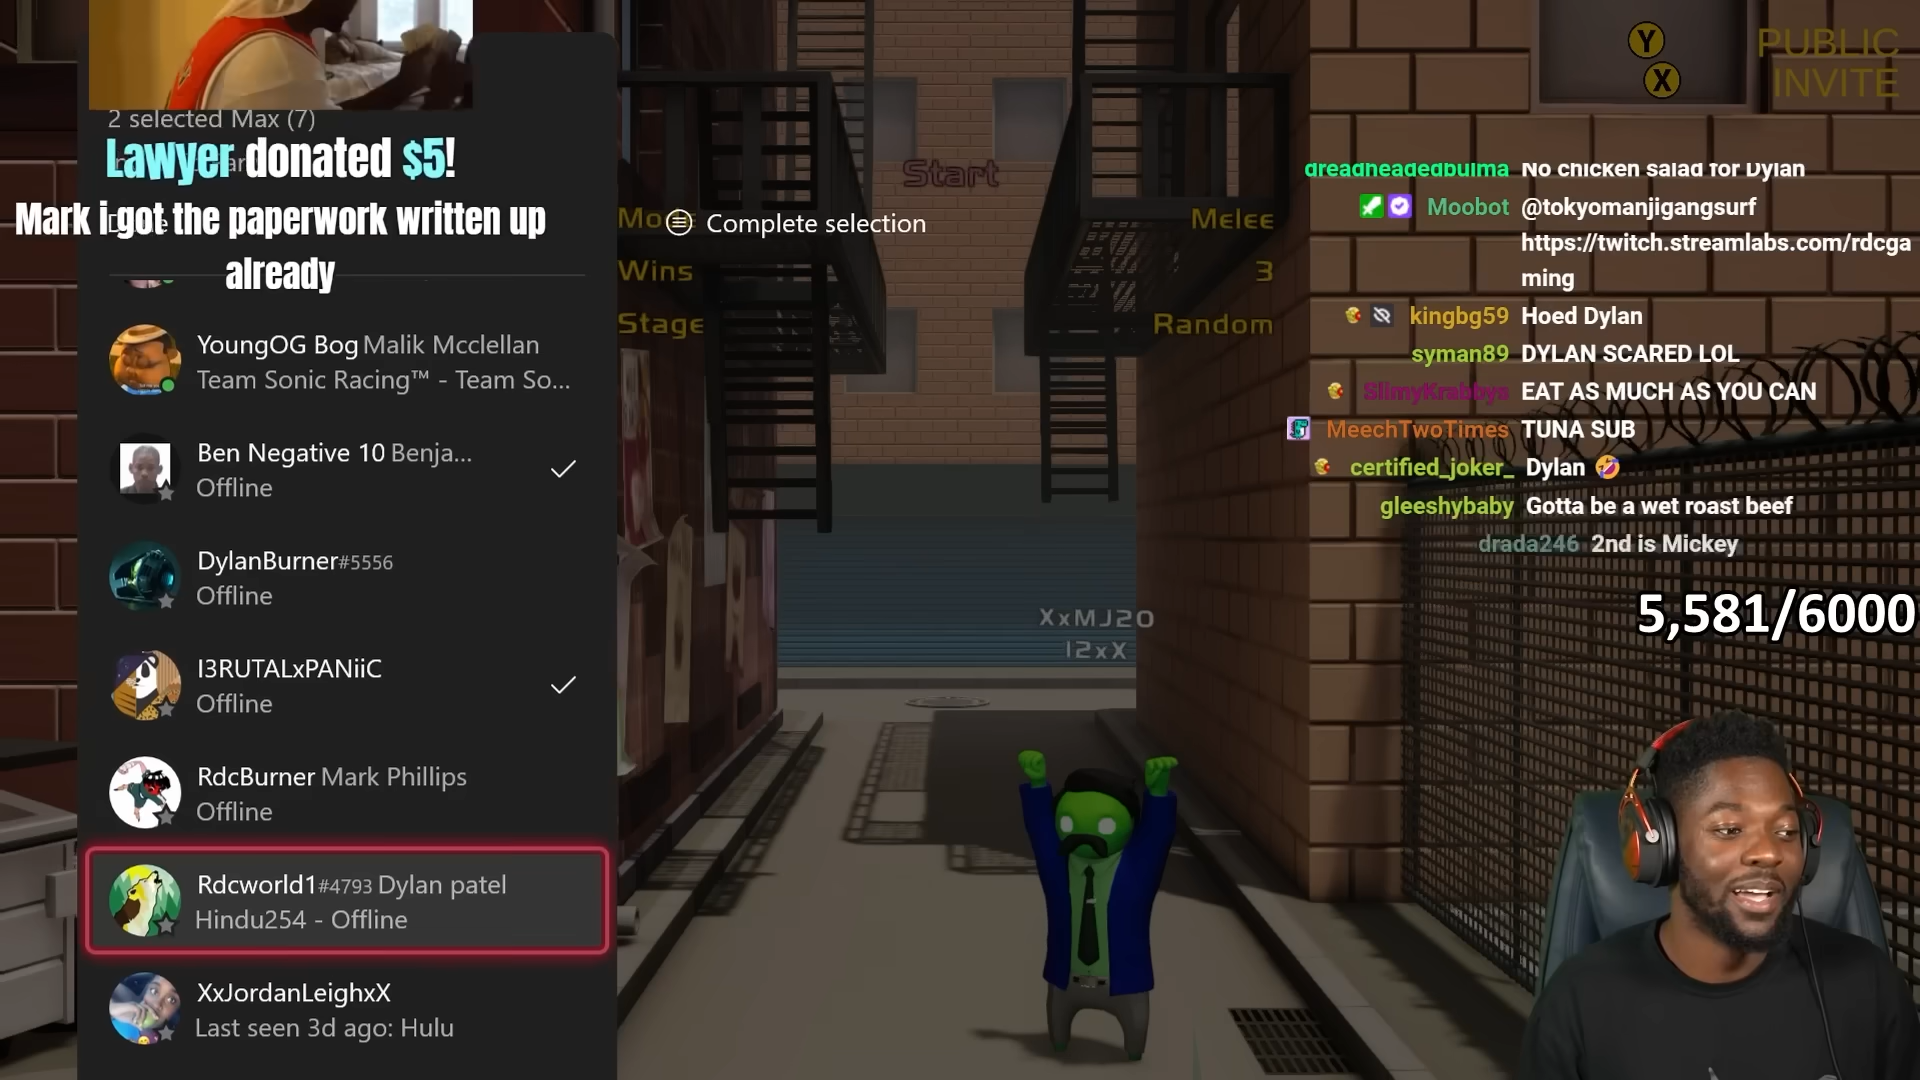 2 selected Max (7)
Lawyer donated $5!
Mark i got the paperwork written up
already
YoungOG Bog Malik Mcclellan
Team Sonic Racing™ - Team So...
Ben Negative 10 Benja...
Offline
DylanBurner#5556
Offline
I3RUTALxPANiiC
Offline
RdcBurner Mark Phillips
Offline
Rdcworld1#4793 Dylan patel
Hindu254 - Offline
XxJordanLeighxX
Last seen 3d ago: Hulu
Start
Complete selection
Melee
Wins
3
Stage
Random
XxMJ20
12xX
Y
X
PUBLIC
INVITE
dreadheadedbulma No chicken salad for Dylan
Moobot @tokyomanjigangsurf
https://twitch.streamlabs.com/rdcga
ming
kingbg59 Hoed Dylan
syman89 DYLAN SCARED LOL
SlimyKrabbys EAT AS MUCH AS YOU CAN
MeechTwoTimes TUNA SUB
certified_joker_ Dylan 🤣
gleeshybaby Gotta be a wet roast beef
drada246 2nd is Mickey
5,581/6000